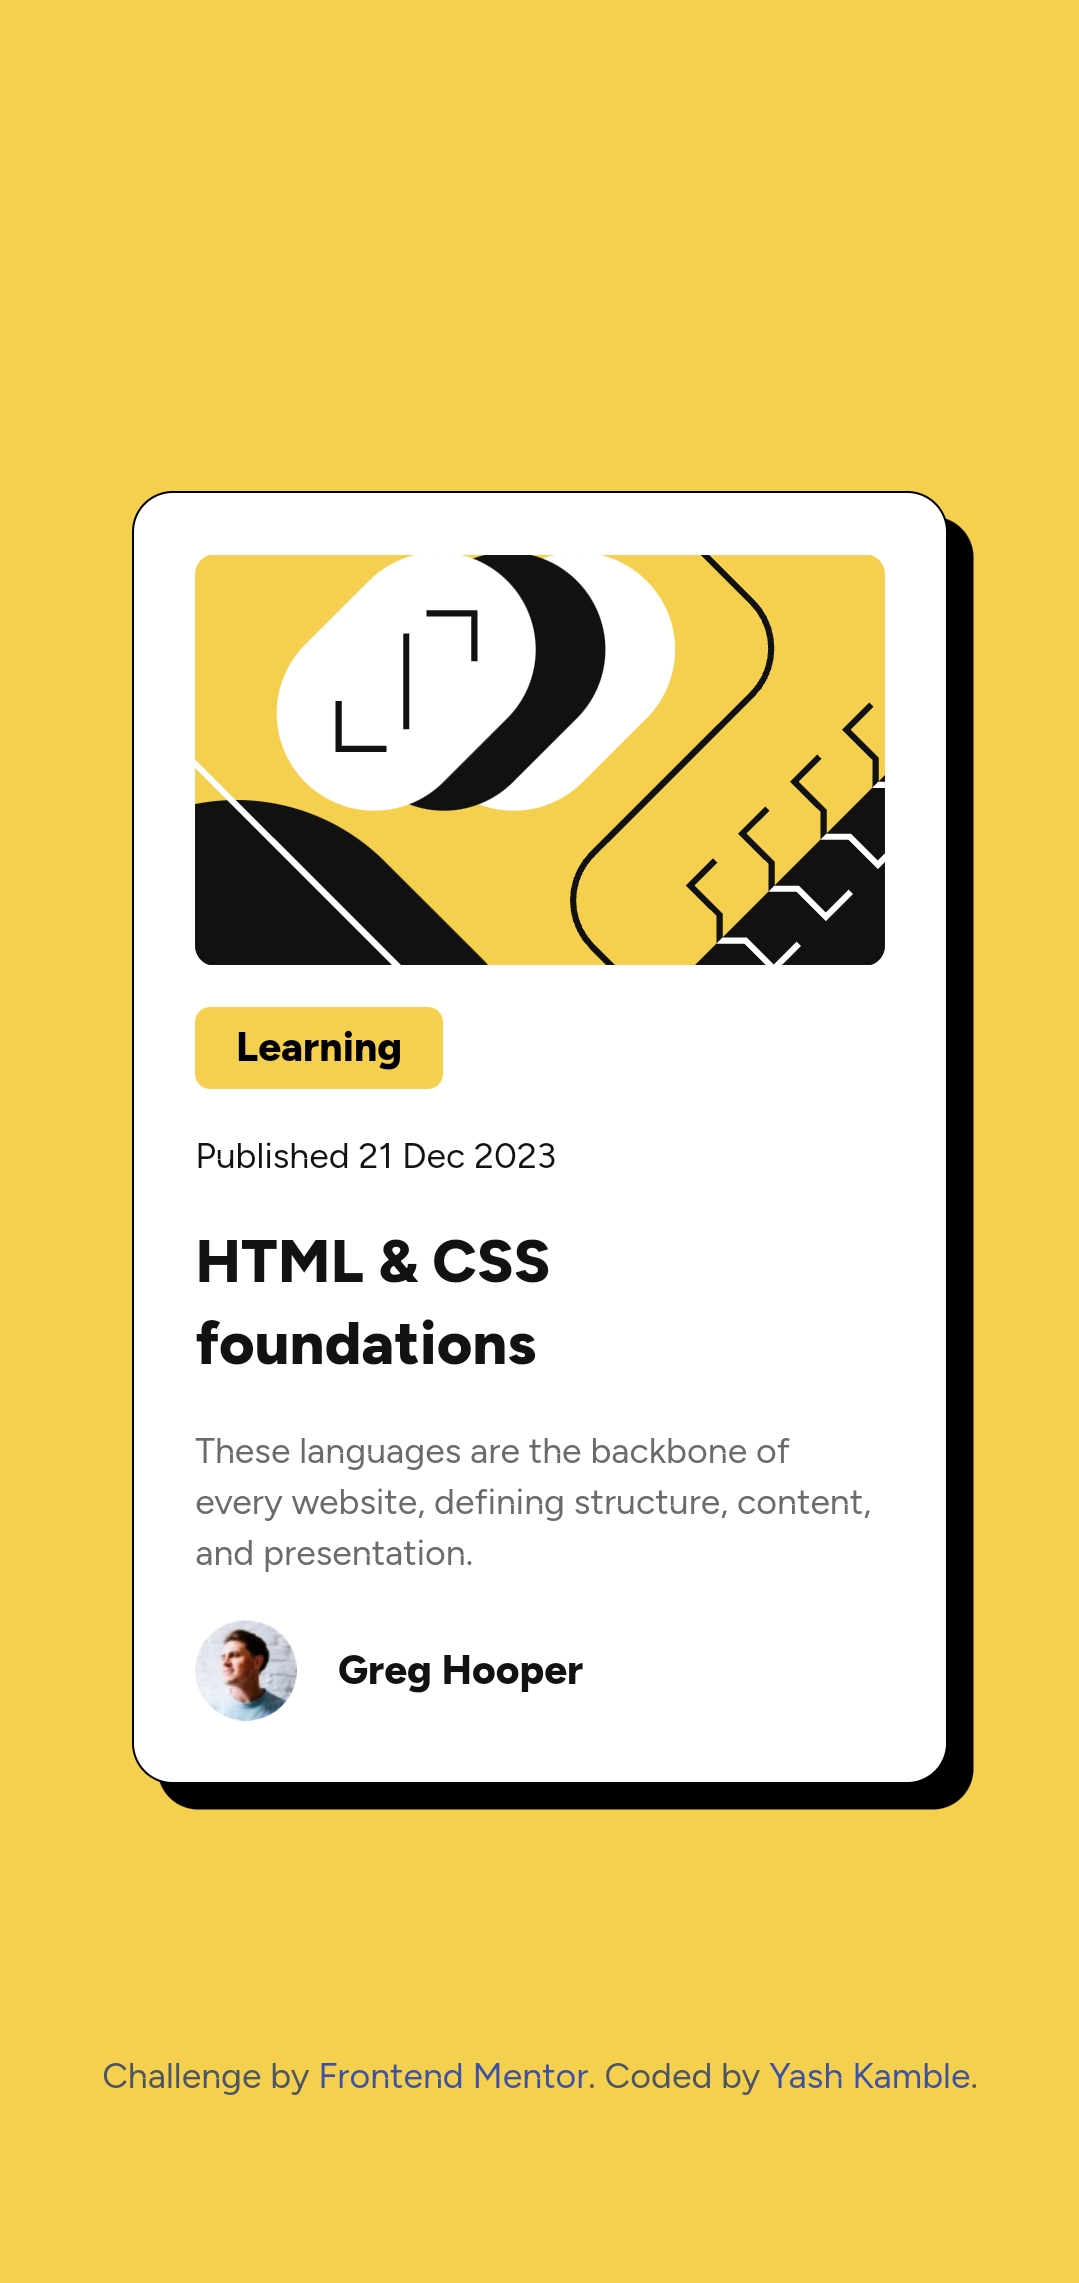 Learning
Published 21 Dec 2023
HTML & CSS
foundations
These languages are the backbone of
every website, defining structure, content,
and presentation.
Greg Hooper
Challenge by Frontend Mentor. Coded by Yash Kamble.